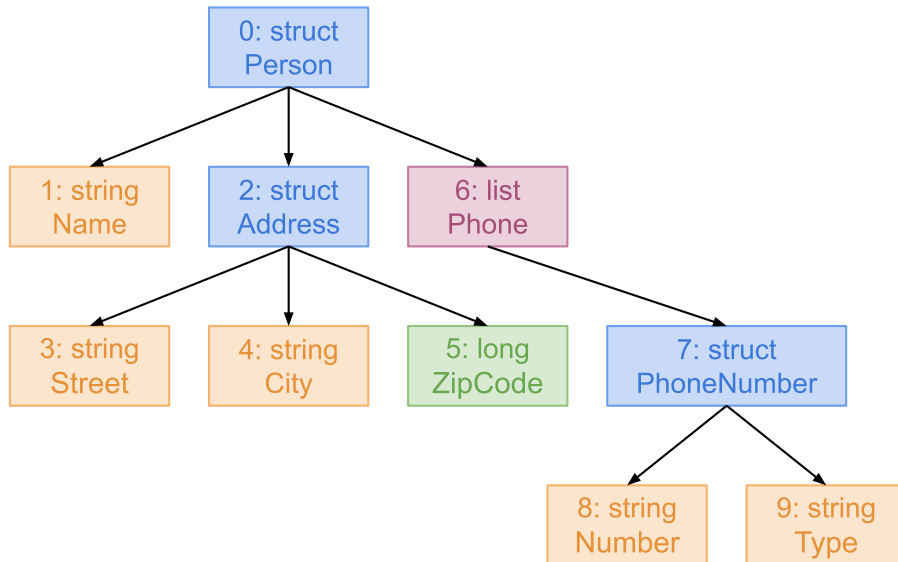 0: struct
Person
1: string
Name
2: struct
Address
6: list
Phone
3: string
Street
4: string
City
5: long
ZipCode
7: struct
PhoneNumber
8: string
Number
9: string
Type